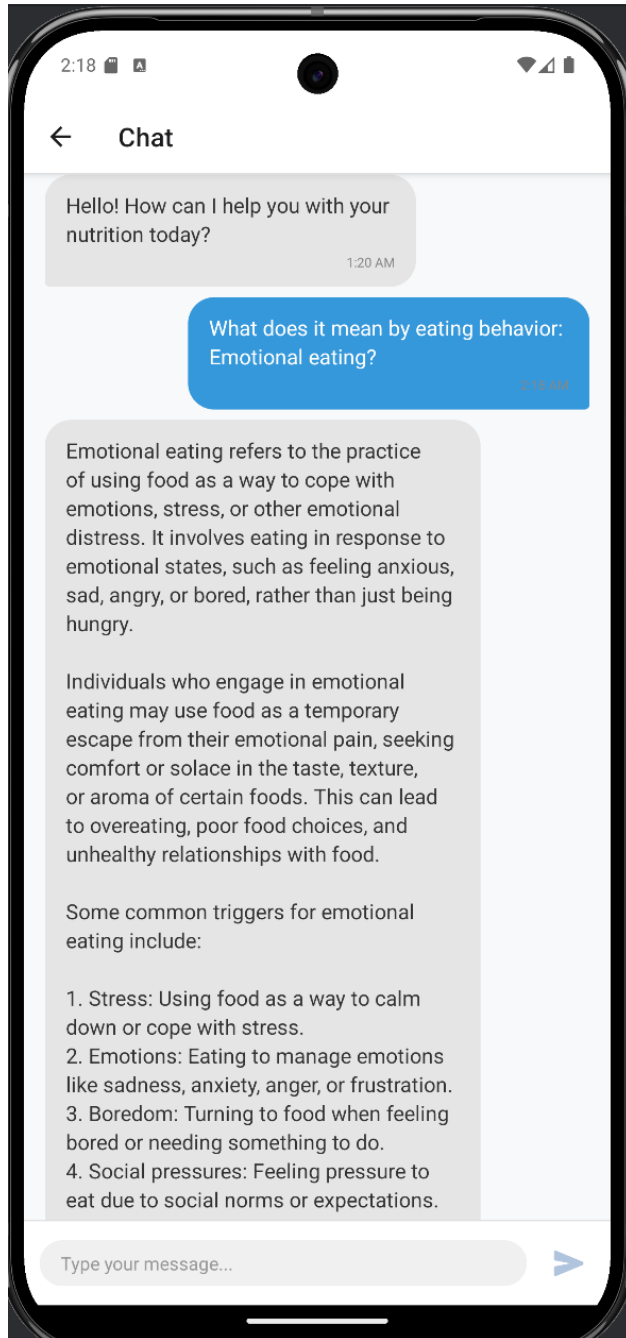 2:18
Chat
Hello! How can I help you with your
nutrition today?
1:20 AM
What does it mean by eating behavior:
Emotional eating?
Emotional eating refers to the practice
of using food as a way to cope with
emotions, stress, or other emotional
distress. It involves eating in response to
emotional states, such as feeling anxious,
sad, angry, or bored, rather than just being
hungry.
Individuals who engage in emotional
eating may use food as a temporary
escape from their emotional pain, seeking
comfort or solace in the taste, texture,
or aroma of certain foods. This can lead
to overeating, poor food choices, and
unhealthy relationships with food.
Some common triggers for emotional
eating include:
1. Stress: Using food as a way to calm
down or cope with stress.
2. Emotions: Eating to manage emotions
like sadness, anxiety, anger, or frustration.
3. Boredom: Turning to food when feeling
bored or needing something to do.
4. Social pressures: Feeling pressure to
eat due to social norms or expectations.
Type your message...